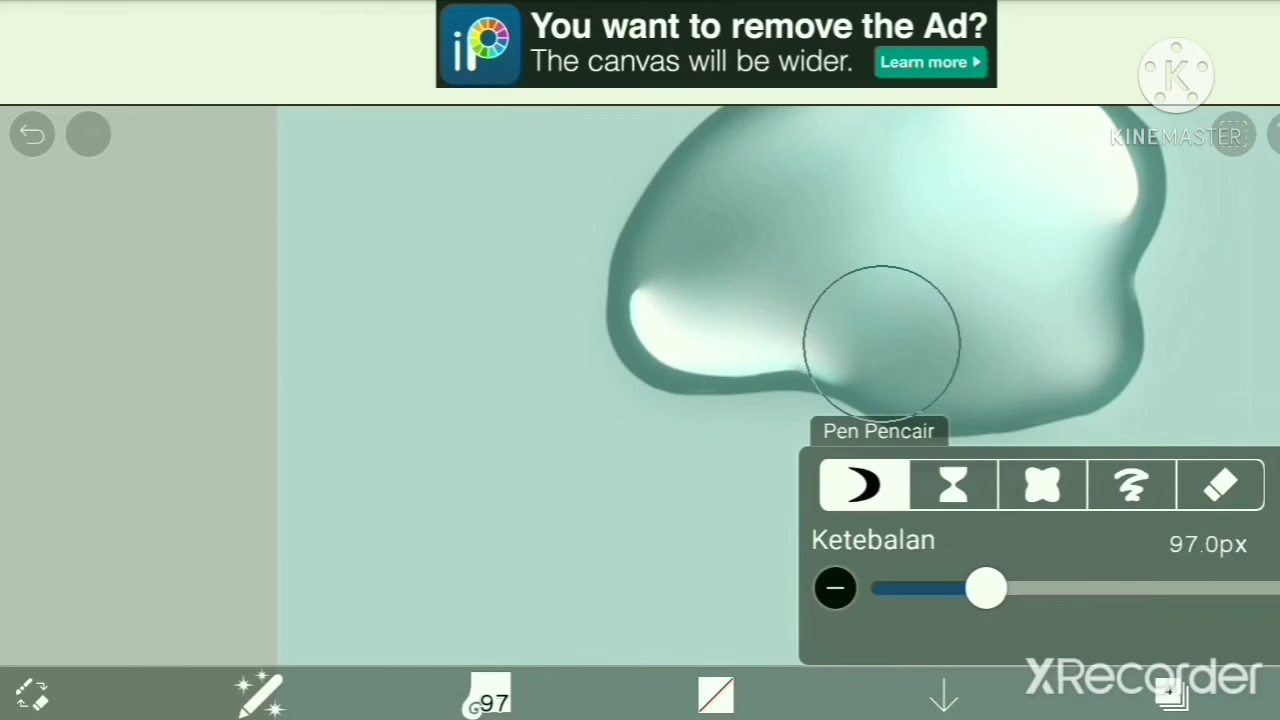 iP
You want to remove the Ad?
The canvas will be wider.
Learn more
K
KINEMASTER
Pen Pencair
Ketebalan
97.0px
97
XRecorder